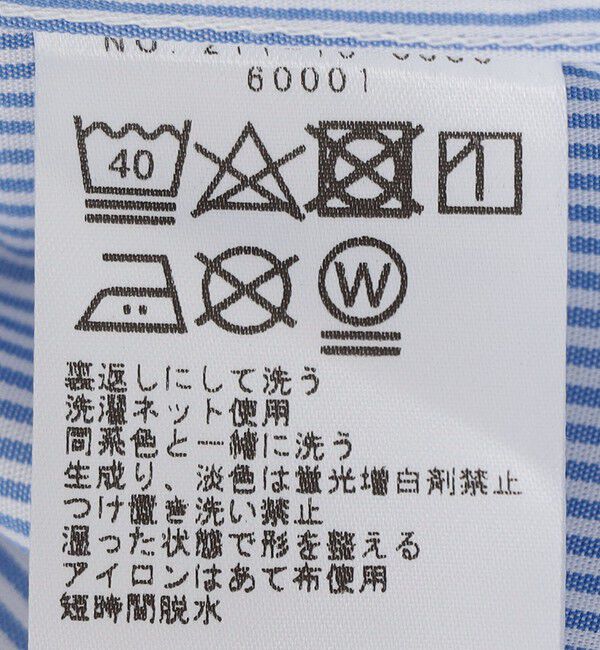 60001
40
W
裏返しにして洗う
洗濯ネット使用
同系色と一緒に洗う
生成り、淡色は蛍光増白剤禁止
つけ置き洗い禁止
湿った状態で形を整える
アイロンはあて布使用
短時間脱水